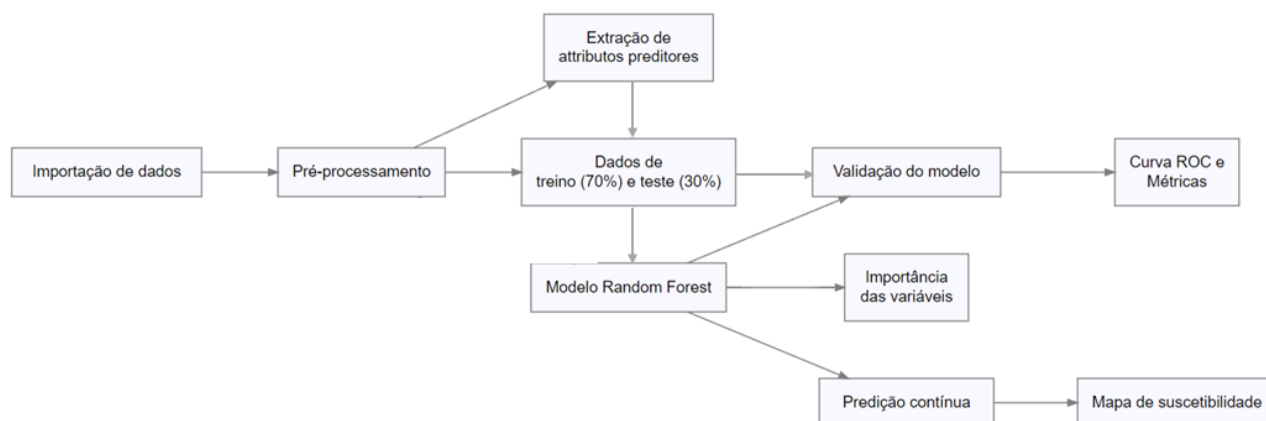 Extração de
attributos preditores
Importação de dados
Pré-processamento
Dados de
treino (70%) e teste (30%)
Validação do modelo
Curva ROC e
Métricas
Modelo Random Forest
Importância
das variáveis
Predição contínua
Mapa de suscetibilidade